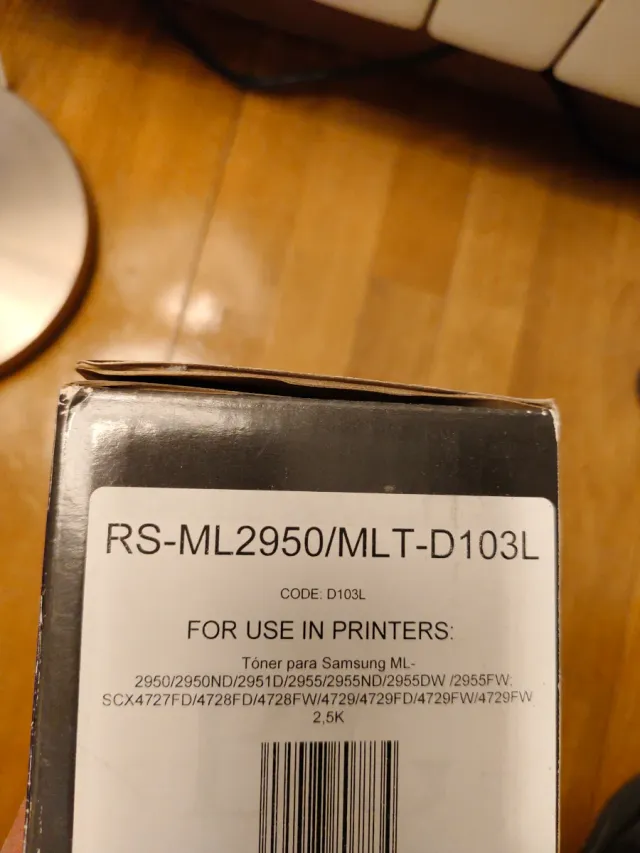 RS-ML2950/MLT-D103L
CODE: D103L
FOR USE IN PRINTERS:
Tóner para Samsung ML-
2950/2950ND/2951D/2955/2955ND/2955DW /2955FW:
SCX4727FD/4728FD/4728FW/4729/4729FD/4729FW/4729FW
2,5K